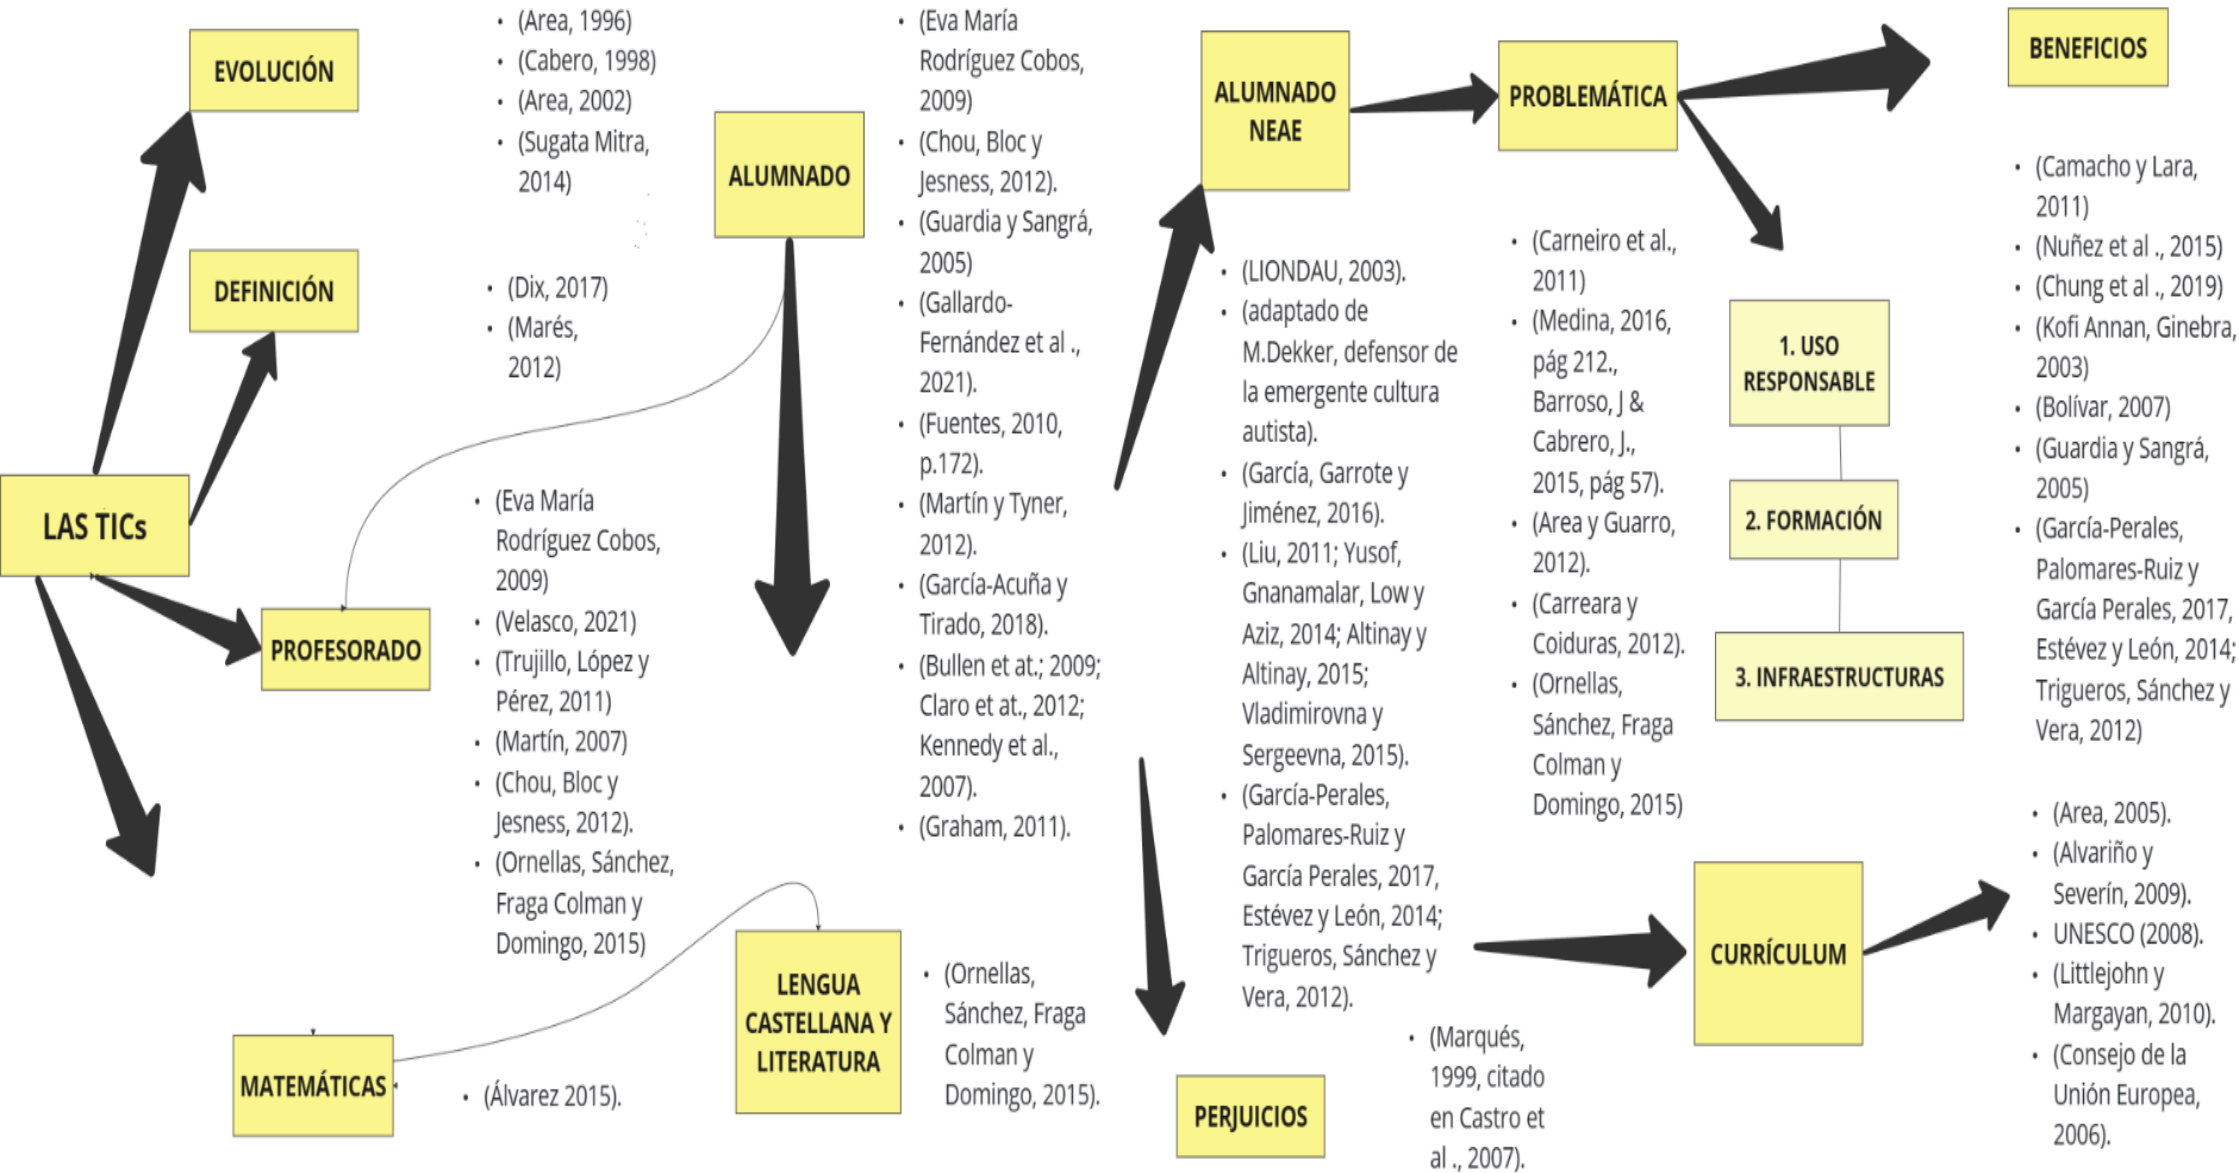 EVOLUCIÓN
• (Area, 1996)
• (Cabero, 1998)
• (Area, 2002)
• (Sugata Mitra,
2014)
DEFINICIÓN
• (Dix, 2017)
• (Marés,
2012)
LAS TICs
PROFESORADO
• (Eva María
Rodríguez Cobos,
2009)
• (Velasco, 2021)
• (Trujillo, López y
Pérez, 2011)
• (Martín, 2007)
• (Chou, Bloc y
Jesness, 2012).
• (Ornellas, Sánchez,
Fraga Colman y
Domingo, 2015)
MATEMÁTICAS
• (Álvarez 2015).
ALUMNADO
• (Eva María
Rodríguez Cobos,
2009)
• (Chou, Bloc y
Jesness, 2012).
• (Guardia y Sangrá,
2005)
• (Gallardo-
Fernández et al .,
2021).
• (Fuentes, 2010,
p.172).
• (Martín y Tyner,
2012).
• (García-Acuña y
Tirado, 2018).
• (Bullen et at.; 2009;
Claro et at., 2012;
Kennedy et al.,
2007).
• (Graham, 2011).
LENGUA
CASTELLANA Y
LITERATURA
• (Ornellas,
Sánchez, Fraga
Colman y
Domingo, 2015).
ALUMNADO
NEAE
• (LIONDAU, 2003).
• (adaptado de
M.Dekker, defensor de
la emergente cultura
autista).
• (García, Garrote y
Jiménez, 2016).
• (Liu, 2011; Yusof,
Gnanamalar, Low y
Aziz, 2014; Altinay y
Altinay, 2015;
Vladimirovna y
Sergeevna, 2015).
• (García-Perales,
Palomares-Ruiz y
García Perales, 2017,
Estévez y León, 2014;
Trigueros, Sánchez y
Vera, 2012).
PERJUICIOS
• (Marqués,
1999, citado
en Castro et
al ., 2007).
PROBLEMÁTICA
• (Carneiro et al.,
2011)
• (Medina, 2016,
pág 212.,
Barroso, J &
Cabrero, J.,
2015, pág 57).
• (Area y Guarro,
2012).
• (Carreara y
Coiduras, 2012).
• (Ornellas,
Sánchez, Fraga
Colman y
Domingo, 2015)
1. USO
RESPONSABLE
2. FORMACIÓN
3. INFRAESTRUCTURAS
CURRÍCULUM
BENEFICIOS
• (Camacho y Lara,
2011)
• (Nuñez et al ., 2015)
• (Chung et al ., 2019)
• (Kofi Annan, Ginebra,
2003)
• (Bolívar, 2007)
• (Guardia y Sangrá,
2005)
• (García-Perales,
Palomares-Ruiz y
García Perales, 2017,
Estévez y León, 2014;
Trigueros, Sánchez y
Vera, 2012)
• (Area, 2005).
• (Alvariño y
Severín, 2009).
• UNESCO (2008).
• (Littlejohn y
Margayan, 2010).
• (Consejo de la
Unión Europea,
2006).